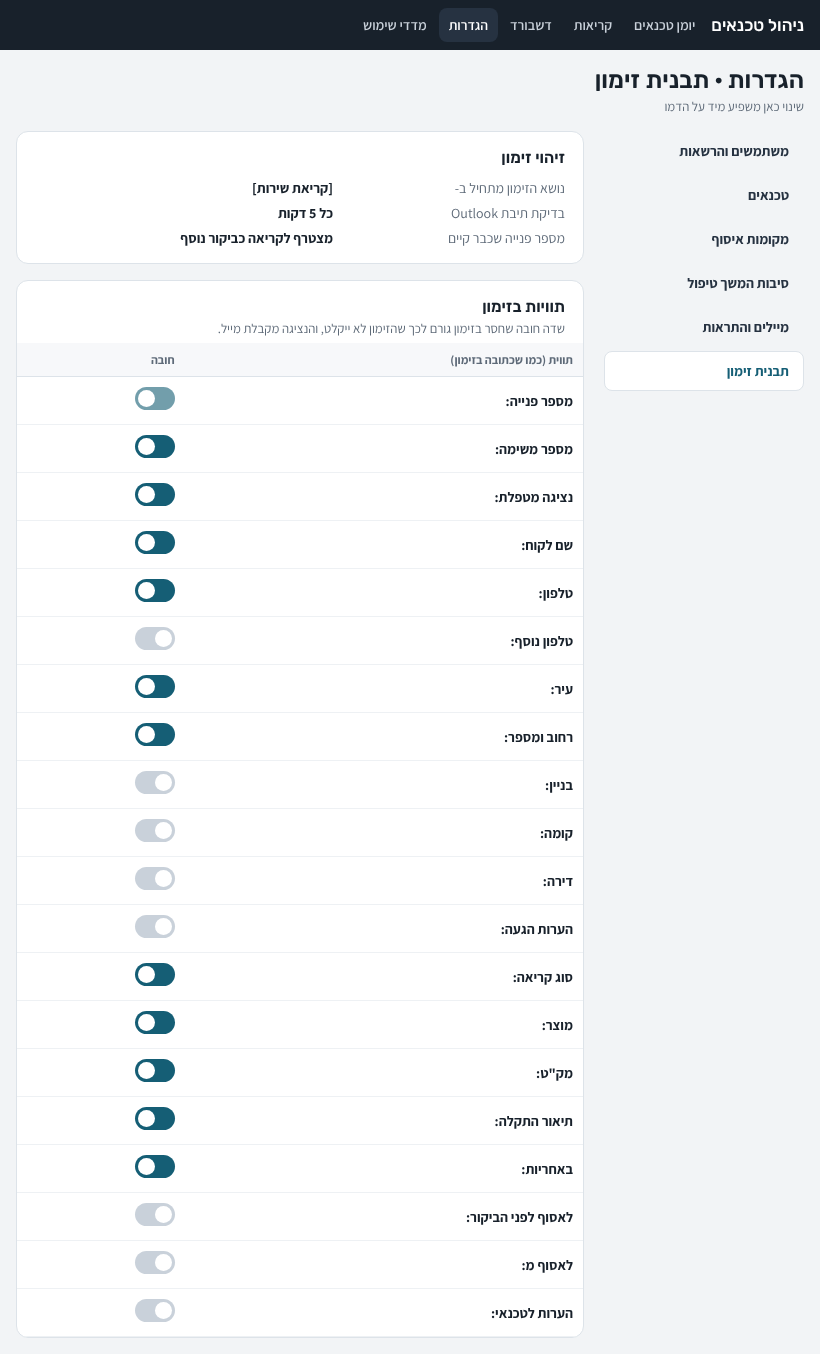 ניהול טכנאים
יומן טכנאים
קריאות
דשבורד
הגדרות
מדדי שימוש
הגדרות • תבנית זימון
שינוי כאן משפיע מיד על הדמו
משתמשים והרשאות
טכנאים
מקומות איסוף
סיבות המשך טיפול
מיילים והתראות
תבנית זימון
זיהוי זימון
נושא הזימון מתחיל ב- [קריאת שירות]
בדיקת תיבת Outlook כל 5 דקות
מספר פנייה שכבר קיים מצטרף לקריאה כביקור נוסף
תוויות בזימון
שדה חובה שחסר בזימון גורם לכך שהזימון לא ייקלט, והנציגה מקבלת מייל.
תווית (כמו שכתובה בזימון) חובה
מספר פנייה:
מספר משימה:
נציגה מטפלת:
שם לקוח:
טלפון:
טלפון נוסף:
עיר:
רחוב ומספר:
בניין:
קומה:
דירה:
הערות הגעה:
סוג קריאה:
מוצר:
מק"ט:
תיאור התקלה:
באחריות:
לאסוף לפני הביקור:
לאסוף מ:
הערות לטכנאי: